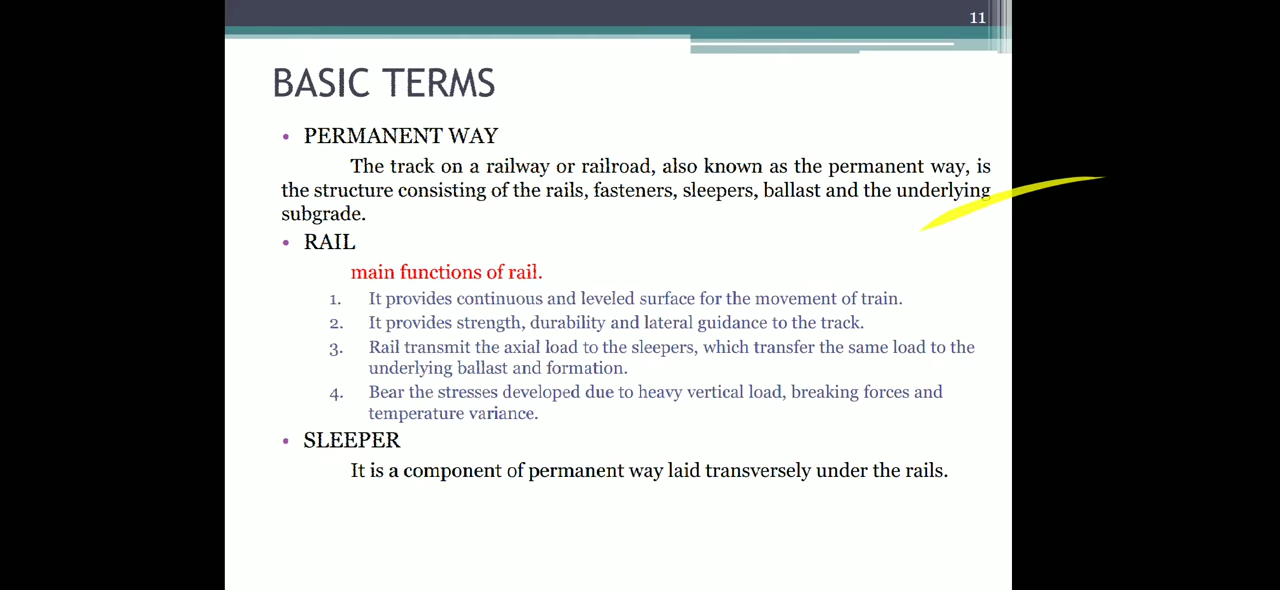 11
BASIC TERMS
• PERMANENT WAY
The track on a railway or railroad, also known as the permanent way, is
the structure consisting of the rails, fasteners, sleepers, ballast and the underlying
subgrade.
• RAIL
main functions of rail.
1. It provides continuous and leveled surface for the movement of train.
2. It provides strength, durability and lateral guidance to the track.
3. Rail transmit the axial load to the sleepers, which transfer the same load to the
underlying ballast and formation.
4. Bear the stresses developed due to heavy vertical load, breaking forces and
temperature variance.
• SLEEPER
It is a component of permanent way laid transversely under the rails.